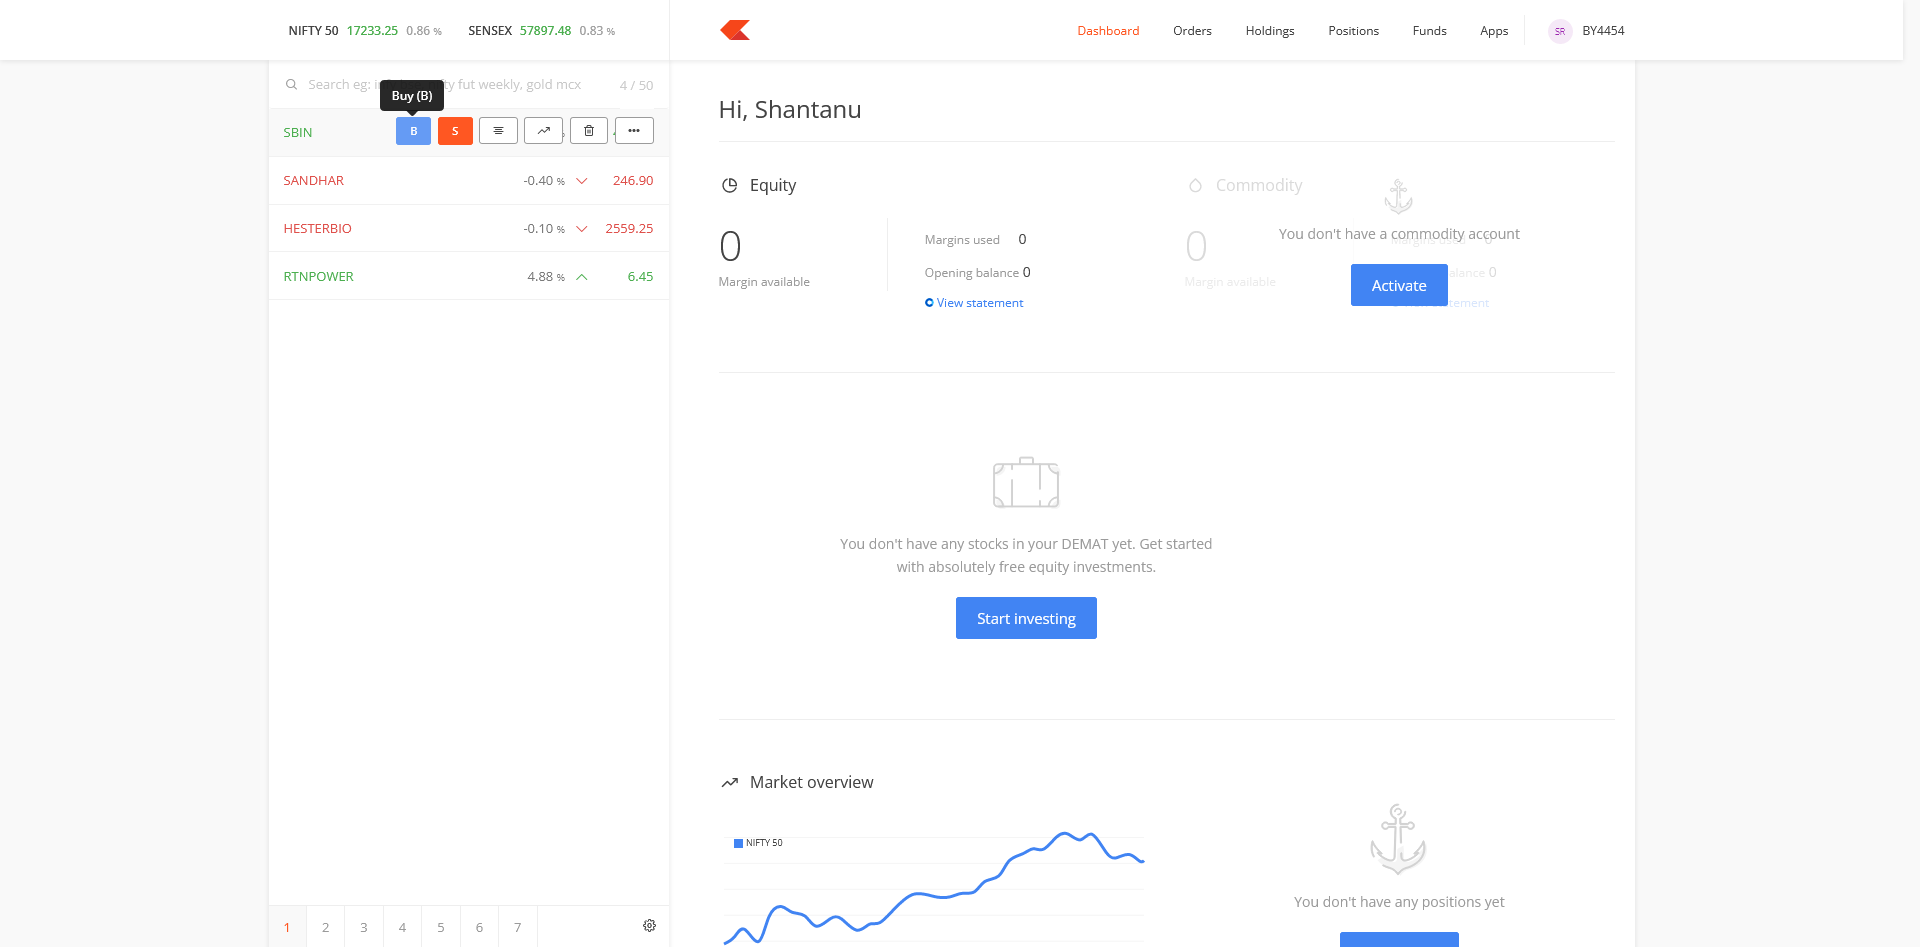 NIFTY 50 17233.25 0.86 % SENSEX 57897.48 0.83 %
Dashboard Orders Holdings Positions Funds Apps SR BY4454
Search eg: fut weekly, gold mcx 4 / 50
Buy (B)
SBIN B S
SANDHAR -0.40 % 246.90
HESTERBIO -0.10 % 2559.25
RTNPOWER 4.88 % 6.45
1 2 3 4 5 6 7
Hi, Shantanu
Equity
0
Margin available
Margins used 0
Opening balance 0
View statement
Commodity
0
Margin available
Margins used 0
You don't have a commodity account
0
Activate
Start investing
You don't have any stocks in your DEMAT yet. Get started
with absolutely free equity investments.
Market overview
NIFTY 50
You don't have any positions yet